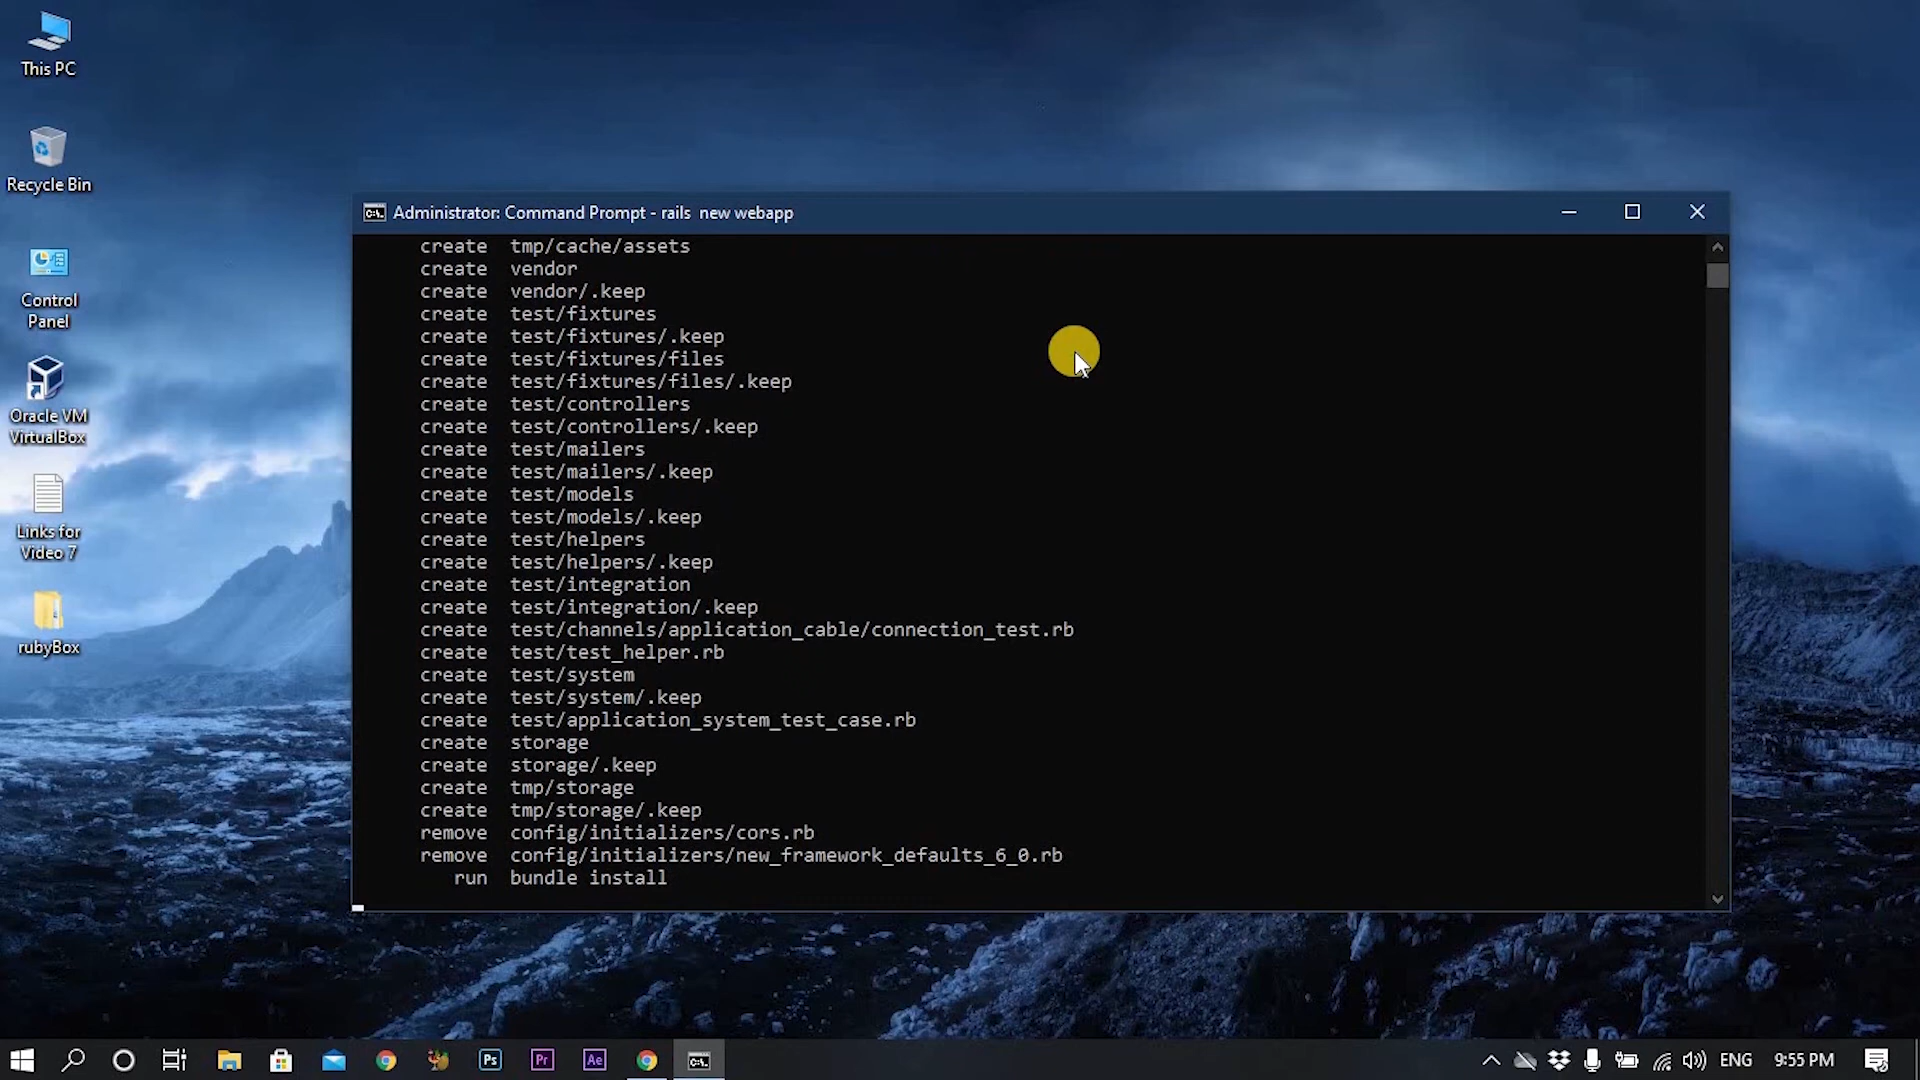 This PC
Recycle Bin
Control
Panel
Oracle VM
VirtualBox
Links for
Video 7
rubyBox
Administrator: Command Prompt - rails new webapp
create tmp/cache/assets
create vendor
create vendor/.keep
create test/fixtures
create test/fixtures/.keep
create test/fixtures/files
create test/fixtures/files/.keep
create test/controllers
create test/controllers/.keep
create test/mailers
create test/mailers/.keep
create test/models
create test/models/.keep
create test/helpers
create test/helpers/.keep
create test/integration
create test/integration/.keep
create test/channels/application_cable/connection_test.rb
create test/test_helper.rb
create test/system
create test/system/.keep
create test/application_system_test_case.rb
create storage
create storage/.keep
create tmp/storage
create tmp/storage/.keep
remove config/initializers/cors.rb
remove config/initializers/new_framework_defaults_6_0.rb
run bundle install
Ps Pr Ae ENG 9:55 PM